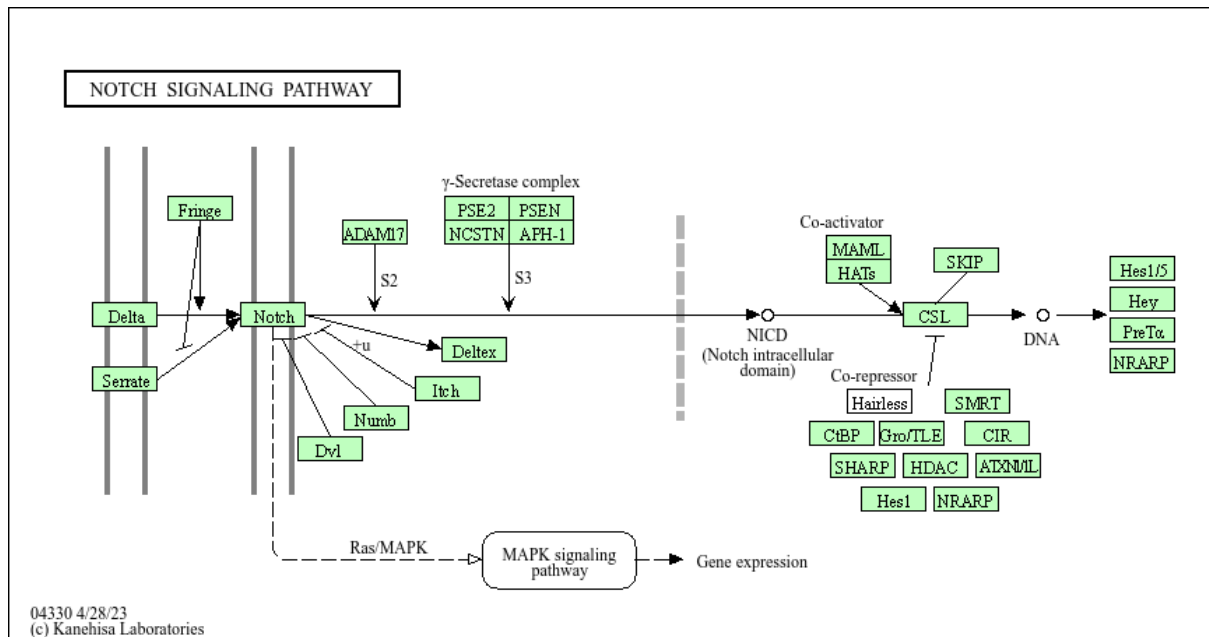 NOTCH SIGNALING PATHWAY
γ-Secretase complex
Fringe
PSE2 PSEN
NCSTN APH-1
ADAM17
S2
S3
Co-activator
MAML
HATs
SKIP
Hes1/5
Hey
PreTα
NRARP
Delta
Notch
CSL
NICD
(Notch intracellular
domain)
DNA
+u
Deltex
Serrate
Itch
Numb
Dvl
Co-repressor
Hairless SMRT
CtBP Gro/TLE CIR
SHARP HDAC ATXN1/1L
Hes1 NRARP
Ras/MAPK
MAPK signaling
pathway
Gene expression
04330 4/28/23
(c) Kanehisa Laboratories